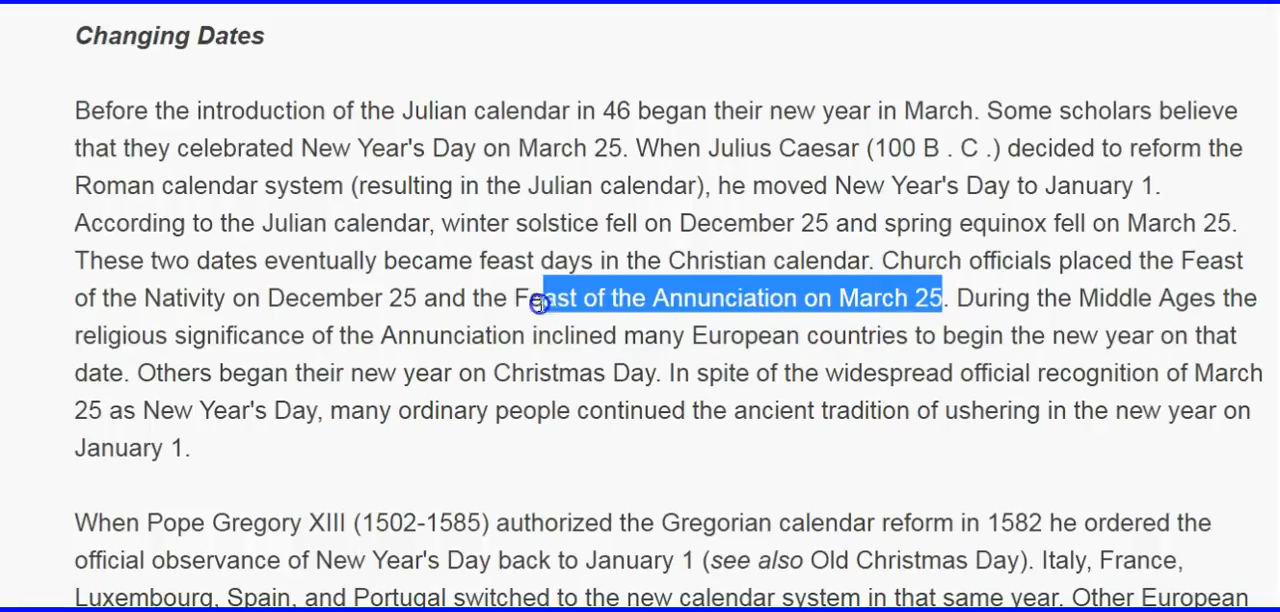 Changing Dates
Before the introduction of the Julian calendar in 46 began their new year in March. Some scholars believe
that they celebrated New Year's Day on March 25. When Julius Caesar (100 B . C .) decided to reform the
Roman calendar system (resulting in the Julian calendar), he moved New Year's Day to January 1.
According to the Julian calendar, winter solstice fell on December 25 and spring equinox fell on March 25.
These two dates eventually became feast days in the Christian calendar. Church officials placed the Feast
of the Nativity on December 25 and the Feast of the Annunciation on March 25. During the Middle Ages the
religious significance of the Annunciation inclined many European countries to begin the new year on that
date. Others began their new year on Christmas Day. In spite of the widespread official recognition of March
25 as New Year's Day, many ordinary people continued the ancient tradition of ushering in the new year on
January 1.
When Pope Gregory XIII (1502-1585) authorized the Gregorian calendar reform in 1582 he ordered the
official observance of New Year's Day back to January 1 (see also Old Christmas Day). Italy, France,
Luxembourg, Spain, and Portugal switched to the new calendar system in that same year. Other European